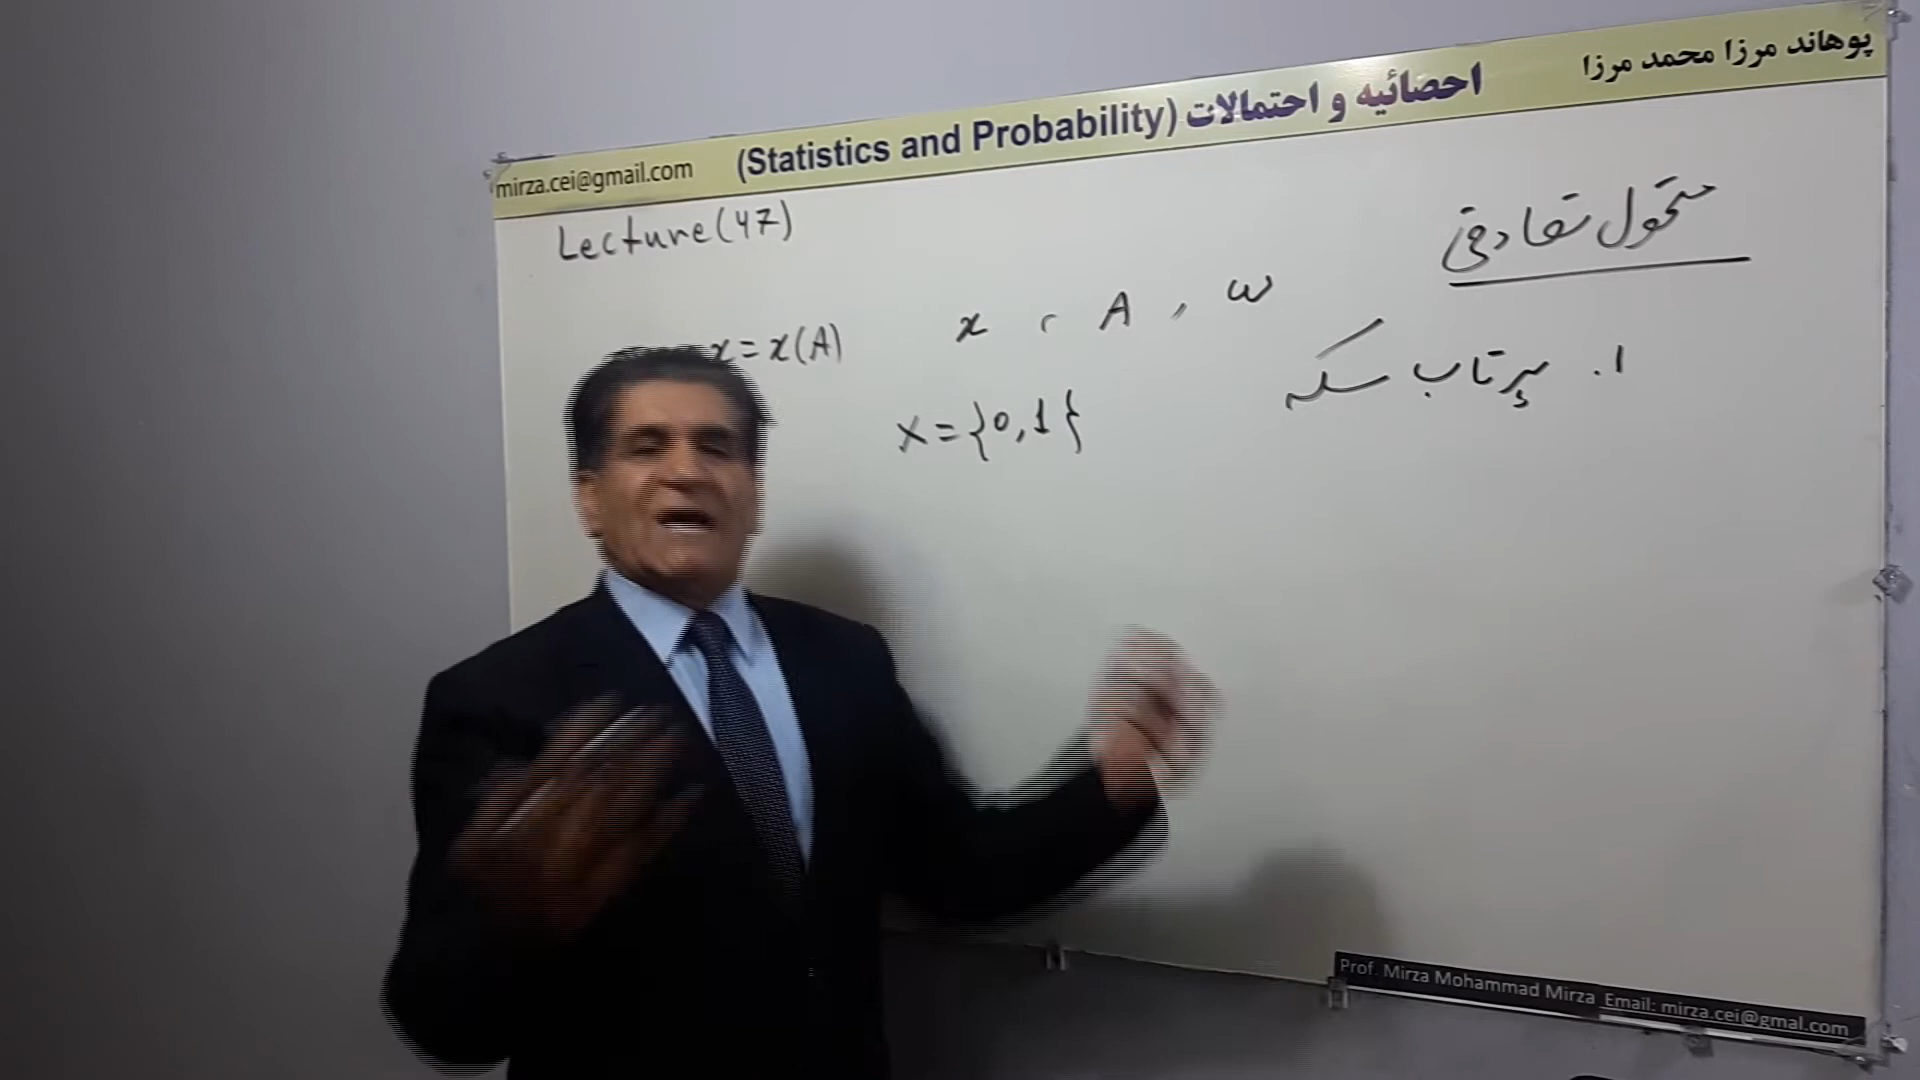 پوهاند مرزا محمد مرزا
احصائیه و احتمالات (Statistics and Probability)
mirza.cei@gmail.com
Lecture (47)
متحول تصادفی
x , A , ω
x = x(A)
۱. پرتاب سکه
X = {0, 1}
Prof. Mirza Mohammad Mirza Email: mirza.cei@gmal.com